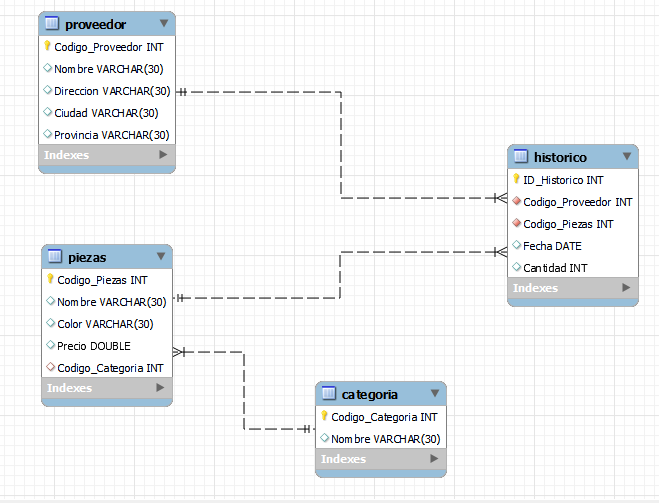 proveedor
Codigo_Proveedor INT
Nombre VARCHAR(30)
Direccion VARCHAR(30)
Ciudad VARCHAR(30)
Provincia VARCHAR(30)
Indexes
historico
ID_Historico INT
Codigo_Proveedor INT
Codigo_Piezas INT
Fecha DATE
Cantidad INT
Indexes
piezas
Codigo_Piezas INT
Nombre VARCHAR(30)
Color VARCHAR(30)
Precio DOUBLE
Codigo_Categoria INT
Indexes
categoria
Codigo_Categoria INT
Nombre VARCHAR(30)
Indexes